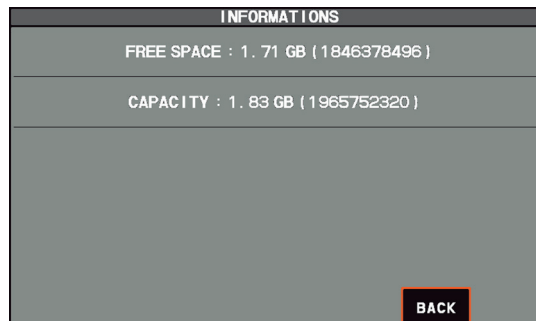 INFORMATIONS
FREE SPACE : 1.71 GB (1846378496)
CAPACITY : 1.83 GB (1965752320)
BACK